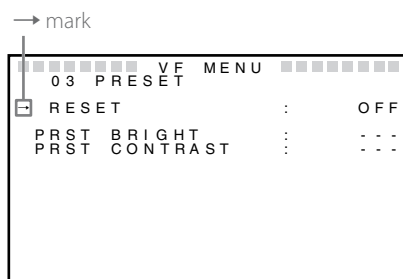 → mark
VF MENU
03 PRESET
→ RESET : OFF
PRST BRIGHT : ---
PRST CONTRAST : ---